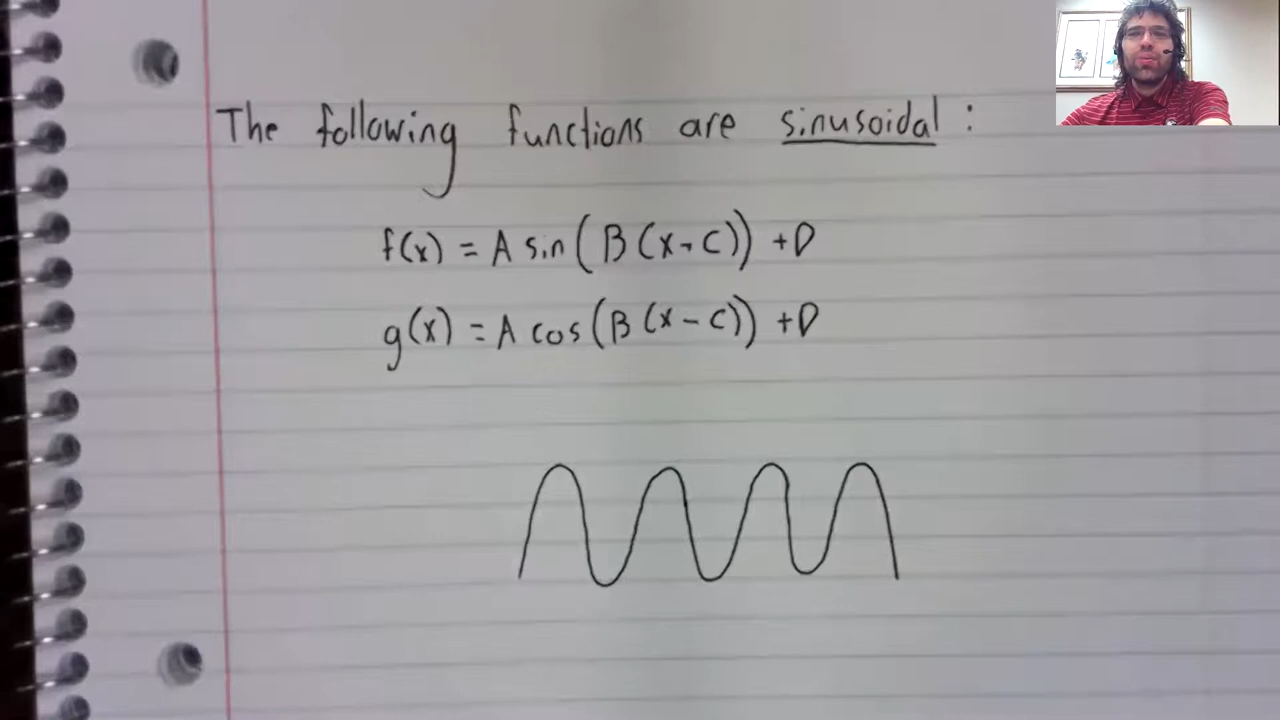 The following functions are sinusoidal:
f(x) = A sin(B(x-C)) +D
g(x) = A cos(B(x-C)) +D